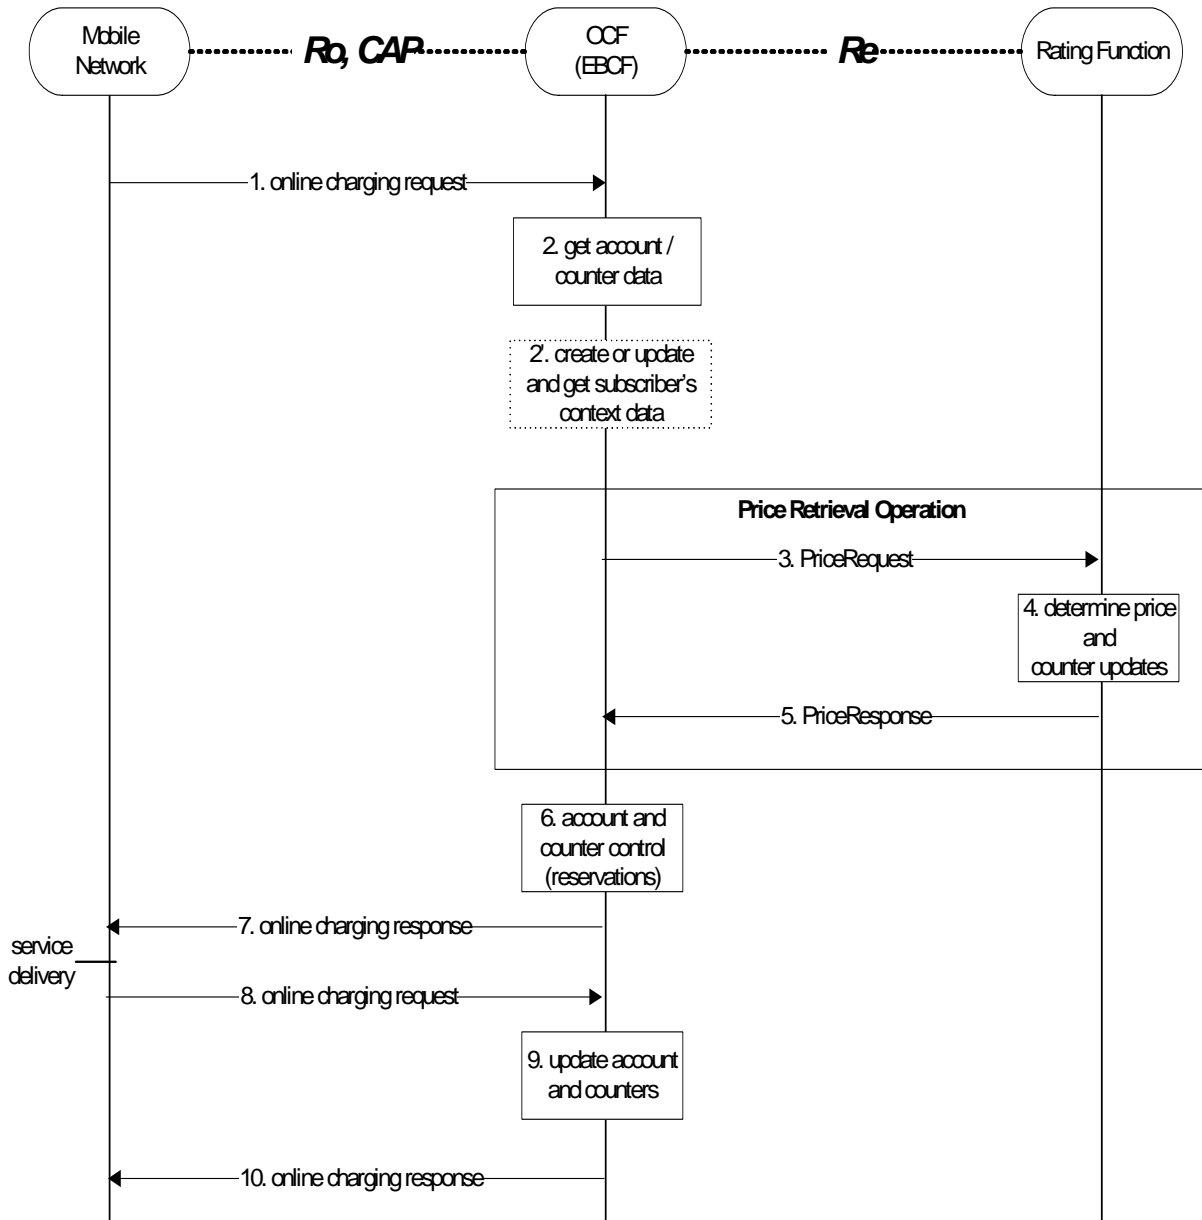 Mobile
Network
Ro, CAP
OCF
(EBCF)
Re
Rating Function
1. online charging request
2. get account /
counter data
2'. create or update
and get subscriber's
context data
Price Retrieval Operation
3. PriceRequest
4. determine price
and
counter updates
5. PriceResponse
6. account and
counter control
(reservations)
7. online charging response
service
delivery
8. online charging request
9. update account
and counters
10. online charging response